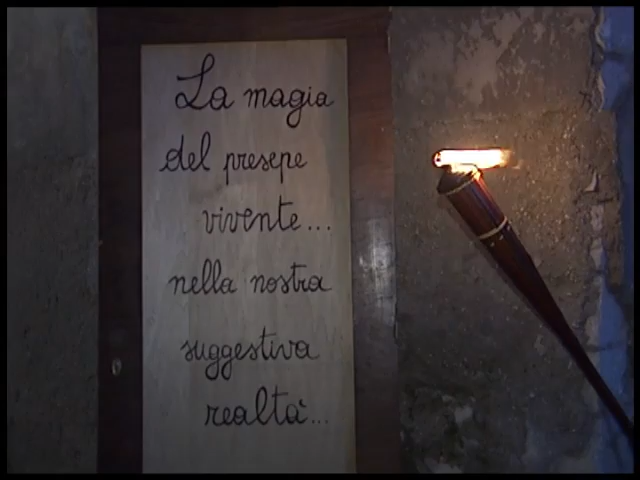 La magia
del presepe
vivente...
nella nostra
suggestiva
realtà...